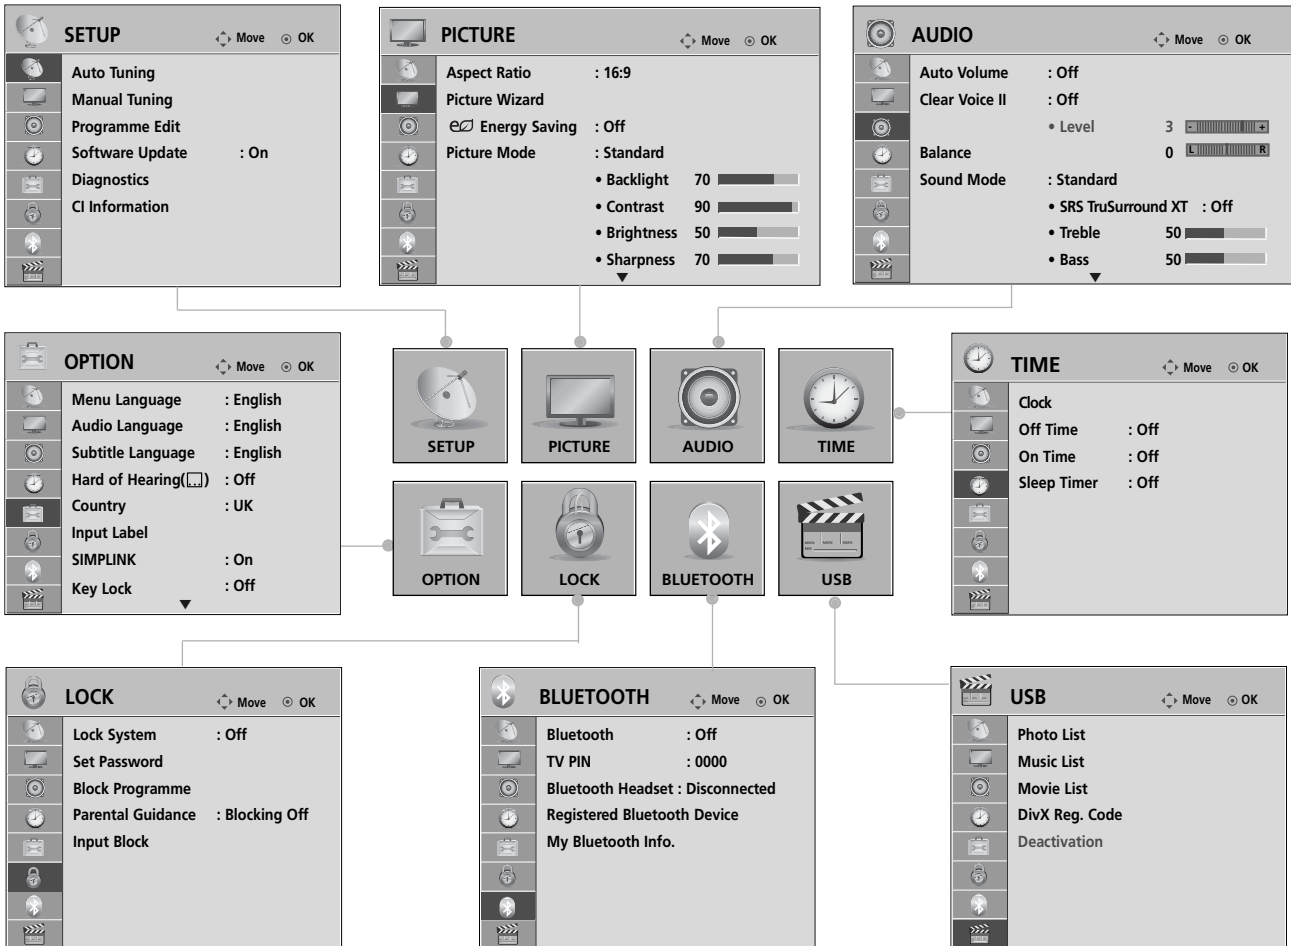 SETUP Move OK
Auto Tuning
Manual Tuning
Programme Edit
Software Update : On
Diagnostics
CI Information
PICTURE Move OK
Aspect Ratio : 16:9
Picture Wizard
e Energy Saving : Off
Picture Mode : Standard
• Backlight 70
• Contrast 90
• Brightness 50
• Sharpness 70
AUDIO Move OK
Auto Volume : Off
Clear Voice II : Off
• Level 3 - +
Balance 0 L R
Sound Mode : Standard
• SRS TruSurround XT : Off
• Treble 50
• Bass 50
OPTION Move OK
Menu Language : English
Audio Language : English
Subtitle Language : English
Hard of Hearing( ) : Off
Country : UK
Input Label
SIMPLINK : On
Key Lock : Off
SETUP
PICTURE
AUDIO
TIME
OPTION
LOCK
BLUETOOTH
USB
TIME Move OK
Clock
Off Time : Off
On Time : Off
Sleep Timer : Off
LOCK Move OK
Lock System : Off
Set Password
Block Programme
Parental Guidance : Blocking Off
Input Block
BLUETOOTH Move OK
Bluetooth : Off
TV PIN : 0000
Bluetooth Headset : Disconnected
Registered Bluetooth Device
My Bluetooth Info.
USB Move OK
Photo List
Music List
Movie List
DivX Reg. Code
Deactivation